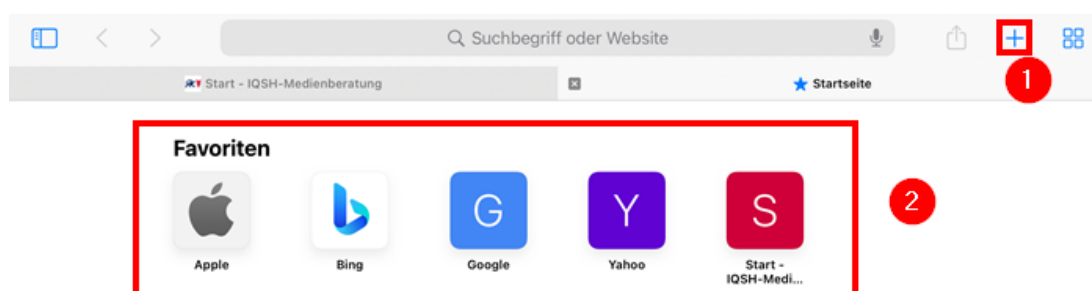 Suchbegriff oder Website
1
Start - IQSH-Medienberatung
Startseite
Favoriten
G
Y
S
2
Apple
Bing
Google
Yahoo
Start -
IQSH-Medi...